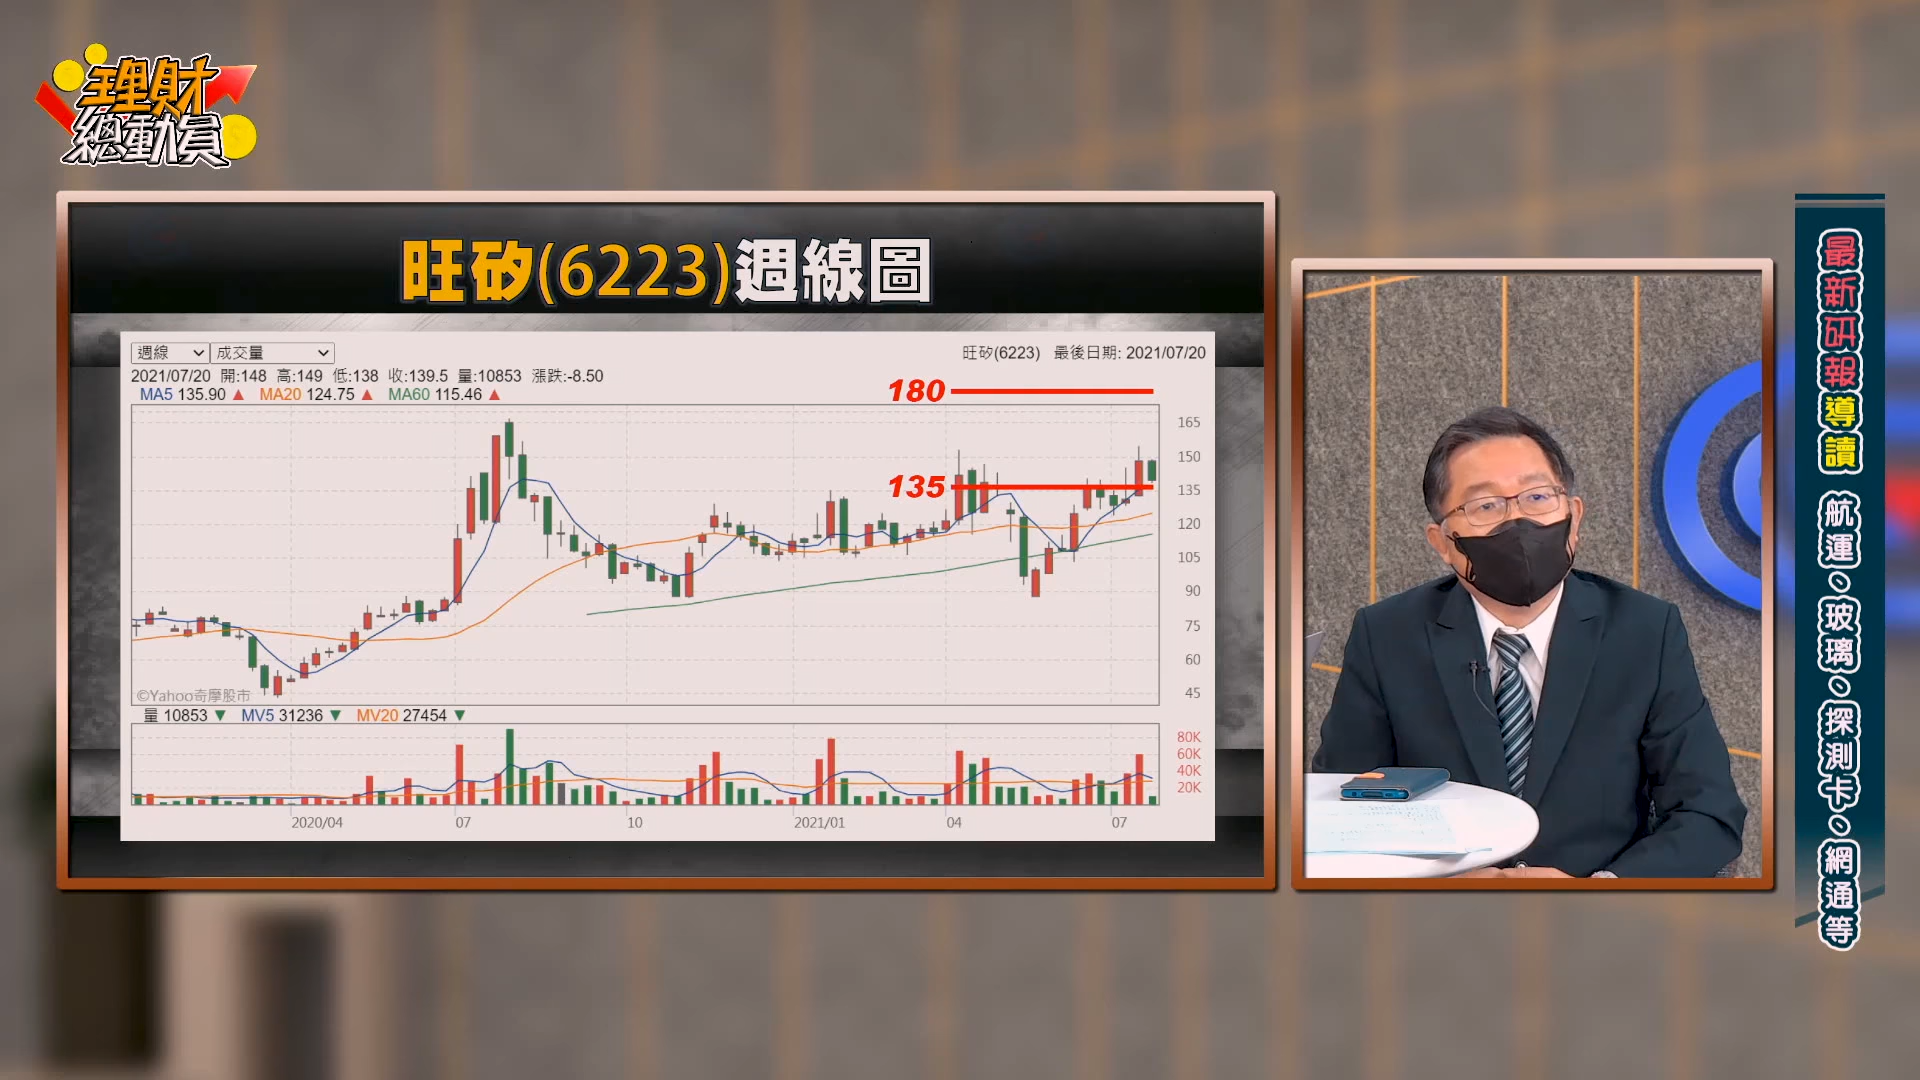 理財
總動員
旺矽(6223)週線圖
週線 成交量
旺矽(6223) 最後日期: 2021/07/20
2021/07/20 開:148 高:149 低:138 收:139.5 量:10853 漲跌:-8.50
MA5 135.90 ▲ MA20 124.75 ▲ MA60 115.46 ▲
180
135
165
150
135
120
105
90
75
60
45
©Yahoo奇摩股市
量 10853 ▼ MV5 31236 ▼ MV20 27454 ▼
80K
60K
40K
20K
2020/04 07 10 2021/01 04 07
最新研報導讀 航運。玻璃。探測卡。網通等